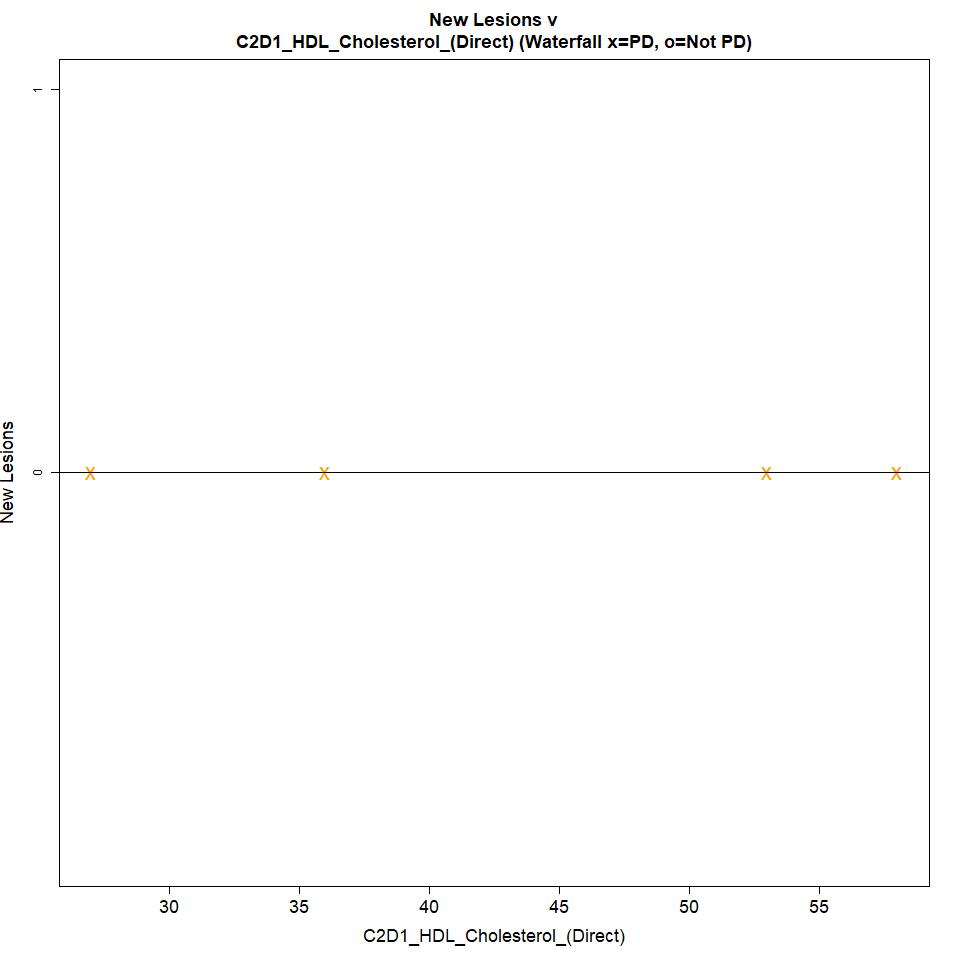 New Lesions v
C2D1_HDL_Cholesterol_(Direct) (Waterfall x=PD, o=Not PD)
1
0
New Lesions
X X X X
30 35 40 45 50 55
C2D1_HDL_Cholesterol_(Direct)